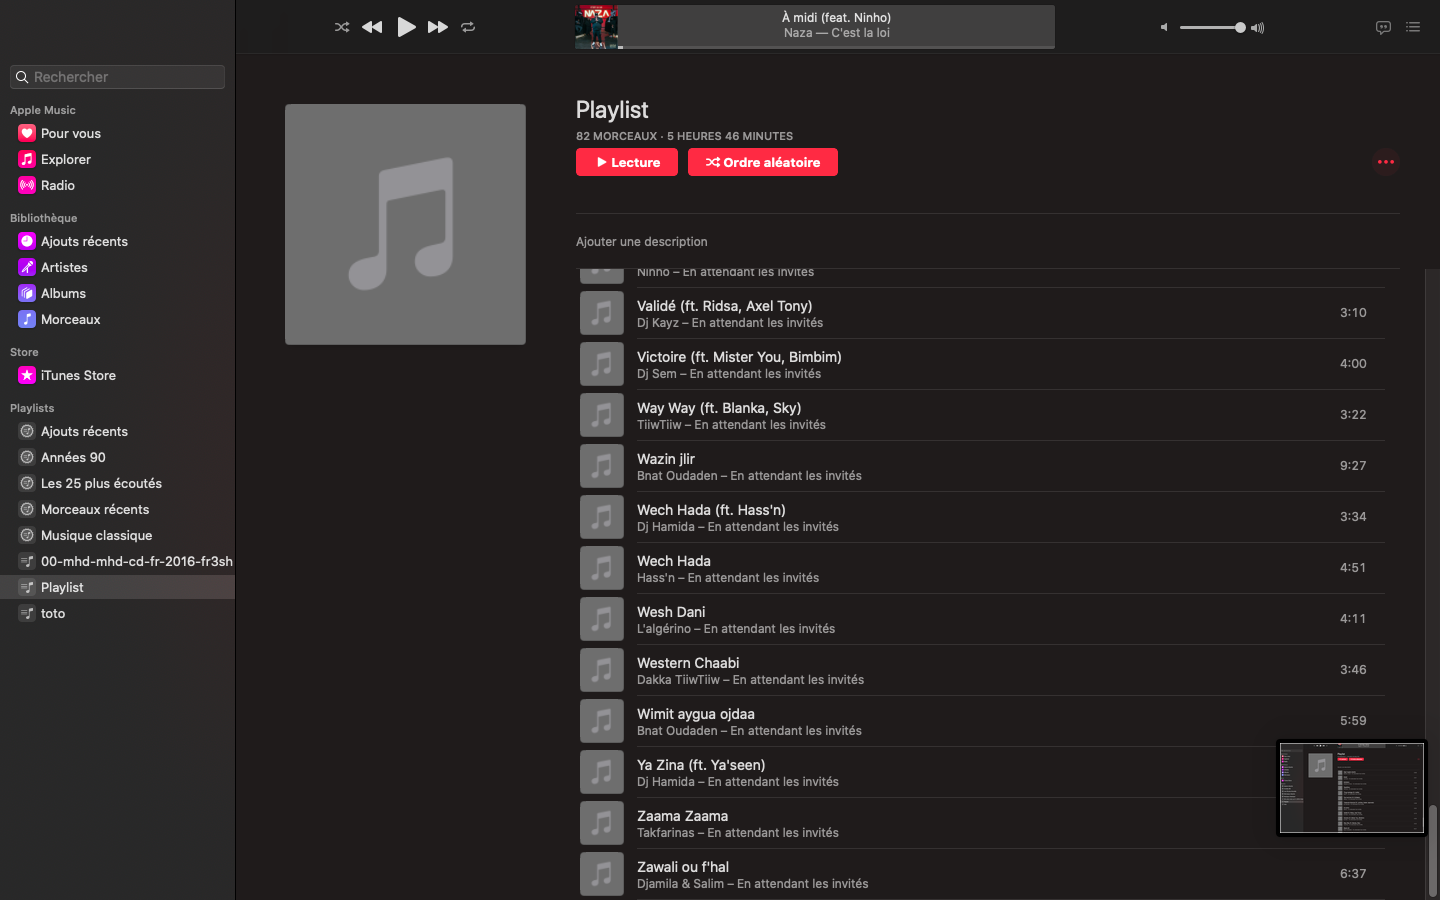 NAZA
À midi (feat. Ninho)
Naza — C'est la loi
Rechercher
Apple Music
Pour vous
Explorer
Radio
Bibliothèque
Ajouts récents
Artistes
Albums
Morceaux
Store
iTunes Store
Playlists
Ajouts récents
Années 90
Les 25 plus écoutés
Morceaux récents
Musique classique
00-mhd-mhd-cd-fr-2016-fr3sh
Playlist
toto
Playlist
82 MORCEAUX · 5 HEURES 46 MINUTES
Lecture
Ordre aléatoire
Ajouter une description
Ninho – En attendant les invités
Validé (ft. Ridsa, Axel Tony)
Dj Kayz – En attendant les invités
3:10
Victoire (ft. Mister You, Bimbim)
Dj Sem – En attendant les invités
4:00
Way Way (ft. Blanka, Sky)
TiiwTiiw – En attendant les invités
3:22
Wazin jlir
Bnat Oudaden – En attendant les invités
9:27
Wech Hada (ft. Hass'n)
Dj Hamida – En attendant les invités
3:34
Wech Hada
Hass'n – En attendant les invités
4:51
Wesh Dani
L'algérino – En attendant les invités
4:11
Western Chaabi
Dakka TiiwTiiw – En attendant les invités
3:46
Wimit aygua ojdaa
Bnat Oudaden – En attendant les invités
5:59
Ya Zina (ft. Ya'seen)
Dj Hamida – En attendant les invités
Zaama Zaama
Takfarinas – En attendant les invités
Zawali ou f'hal
Djamila & Salim – En attendant les invités
6:37